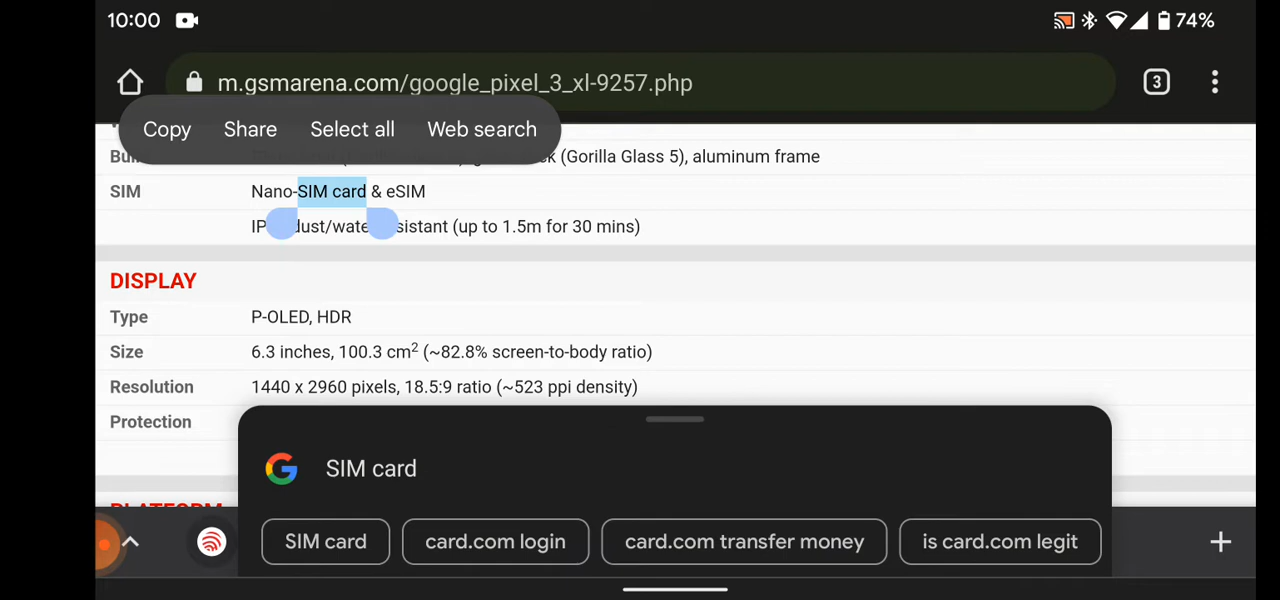 10:00
74%
m.gsmarena.com/google_pixel_3_xl-9257.php
3
Copy Share Select all Web search
(Gorilla Glass 5), aluminum frame
SIM Nano-SIM card & eSIM
(up to 1.5m for 30 mins)
DISPLAY
Type P-OLED, HDR
Size 6.3 inches, 100.3 cm² (~82.8% screen-to-body ratio)
Resolution 1440 x 2960 pixels, 18.5:9 ratio (~523 ppi density)
Protection
SIM card
PLATFORM
SIM card card.com login card.com transfer money is card.com legit